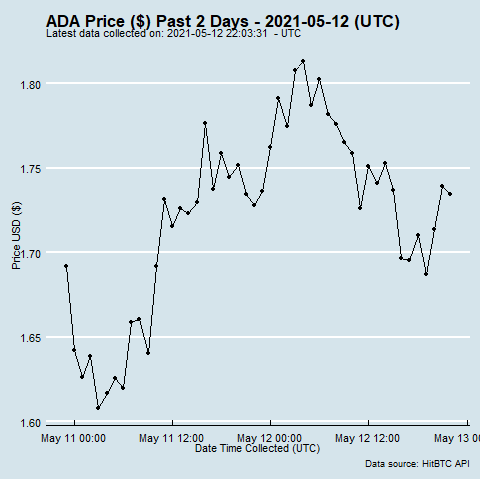 ADA Price ($) Past 2 Days - 2021-05-12 (UTC)
Latest data collected on: 2021-05-12 22:03:31 - UTC
1.80
1.75
1.70
1.65
1.60
Price USD ($)
May 11 00:00 May 11 12:00 May 12 00:00 May 12 12:00 May 13 00
Date Time Collected (UTC)
Data source: HitBTC API